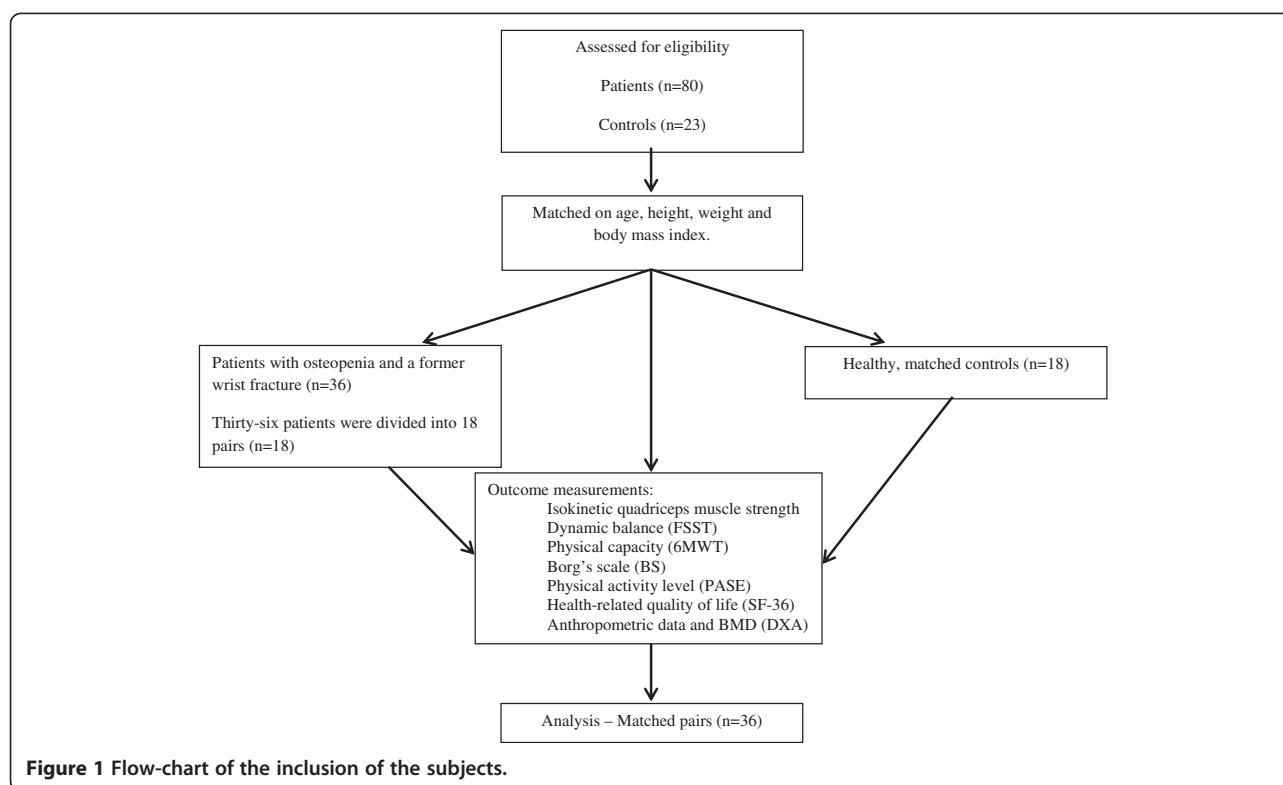 Assessed for eligibility
Patients (n=80)
Controls (n=23)
Matched on age, height, weight and
body mass index.
Patients with osteopenia and a former
wrist fracture (n=36)
Thirty-six patients were divided into 18
pairs (n=18)
Healthy, matched controls (n=18)
Outcome measurements:
Isokinetic quadriceps muscle strength
Dynamic balance (FSST)
Physical capacity (6MWT)
Borg's scale (BS)
Physical activity level (PASE)
Health-related quality of life (SF-36)
Anthropometric data and BMD (DXA)
Analysis – Matched pairs (n=36)
Figure 1 Flow-chart of the inclusion of the subjects.